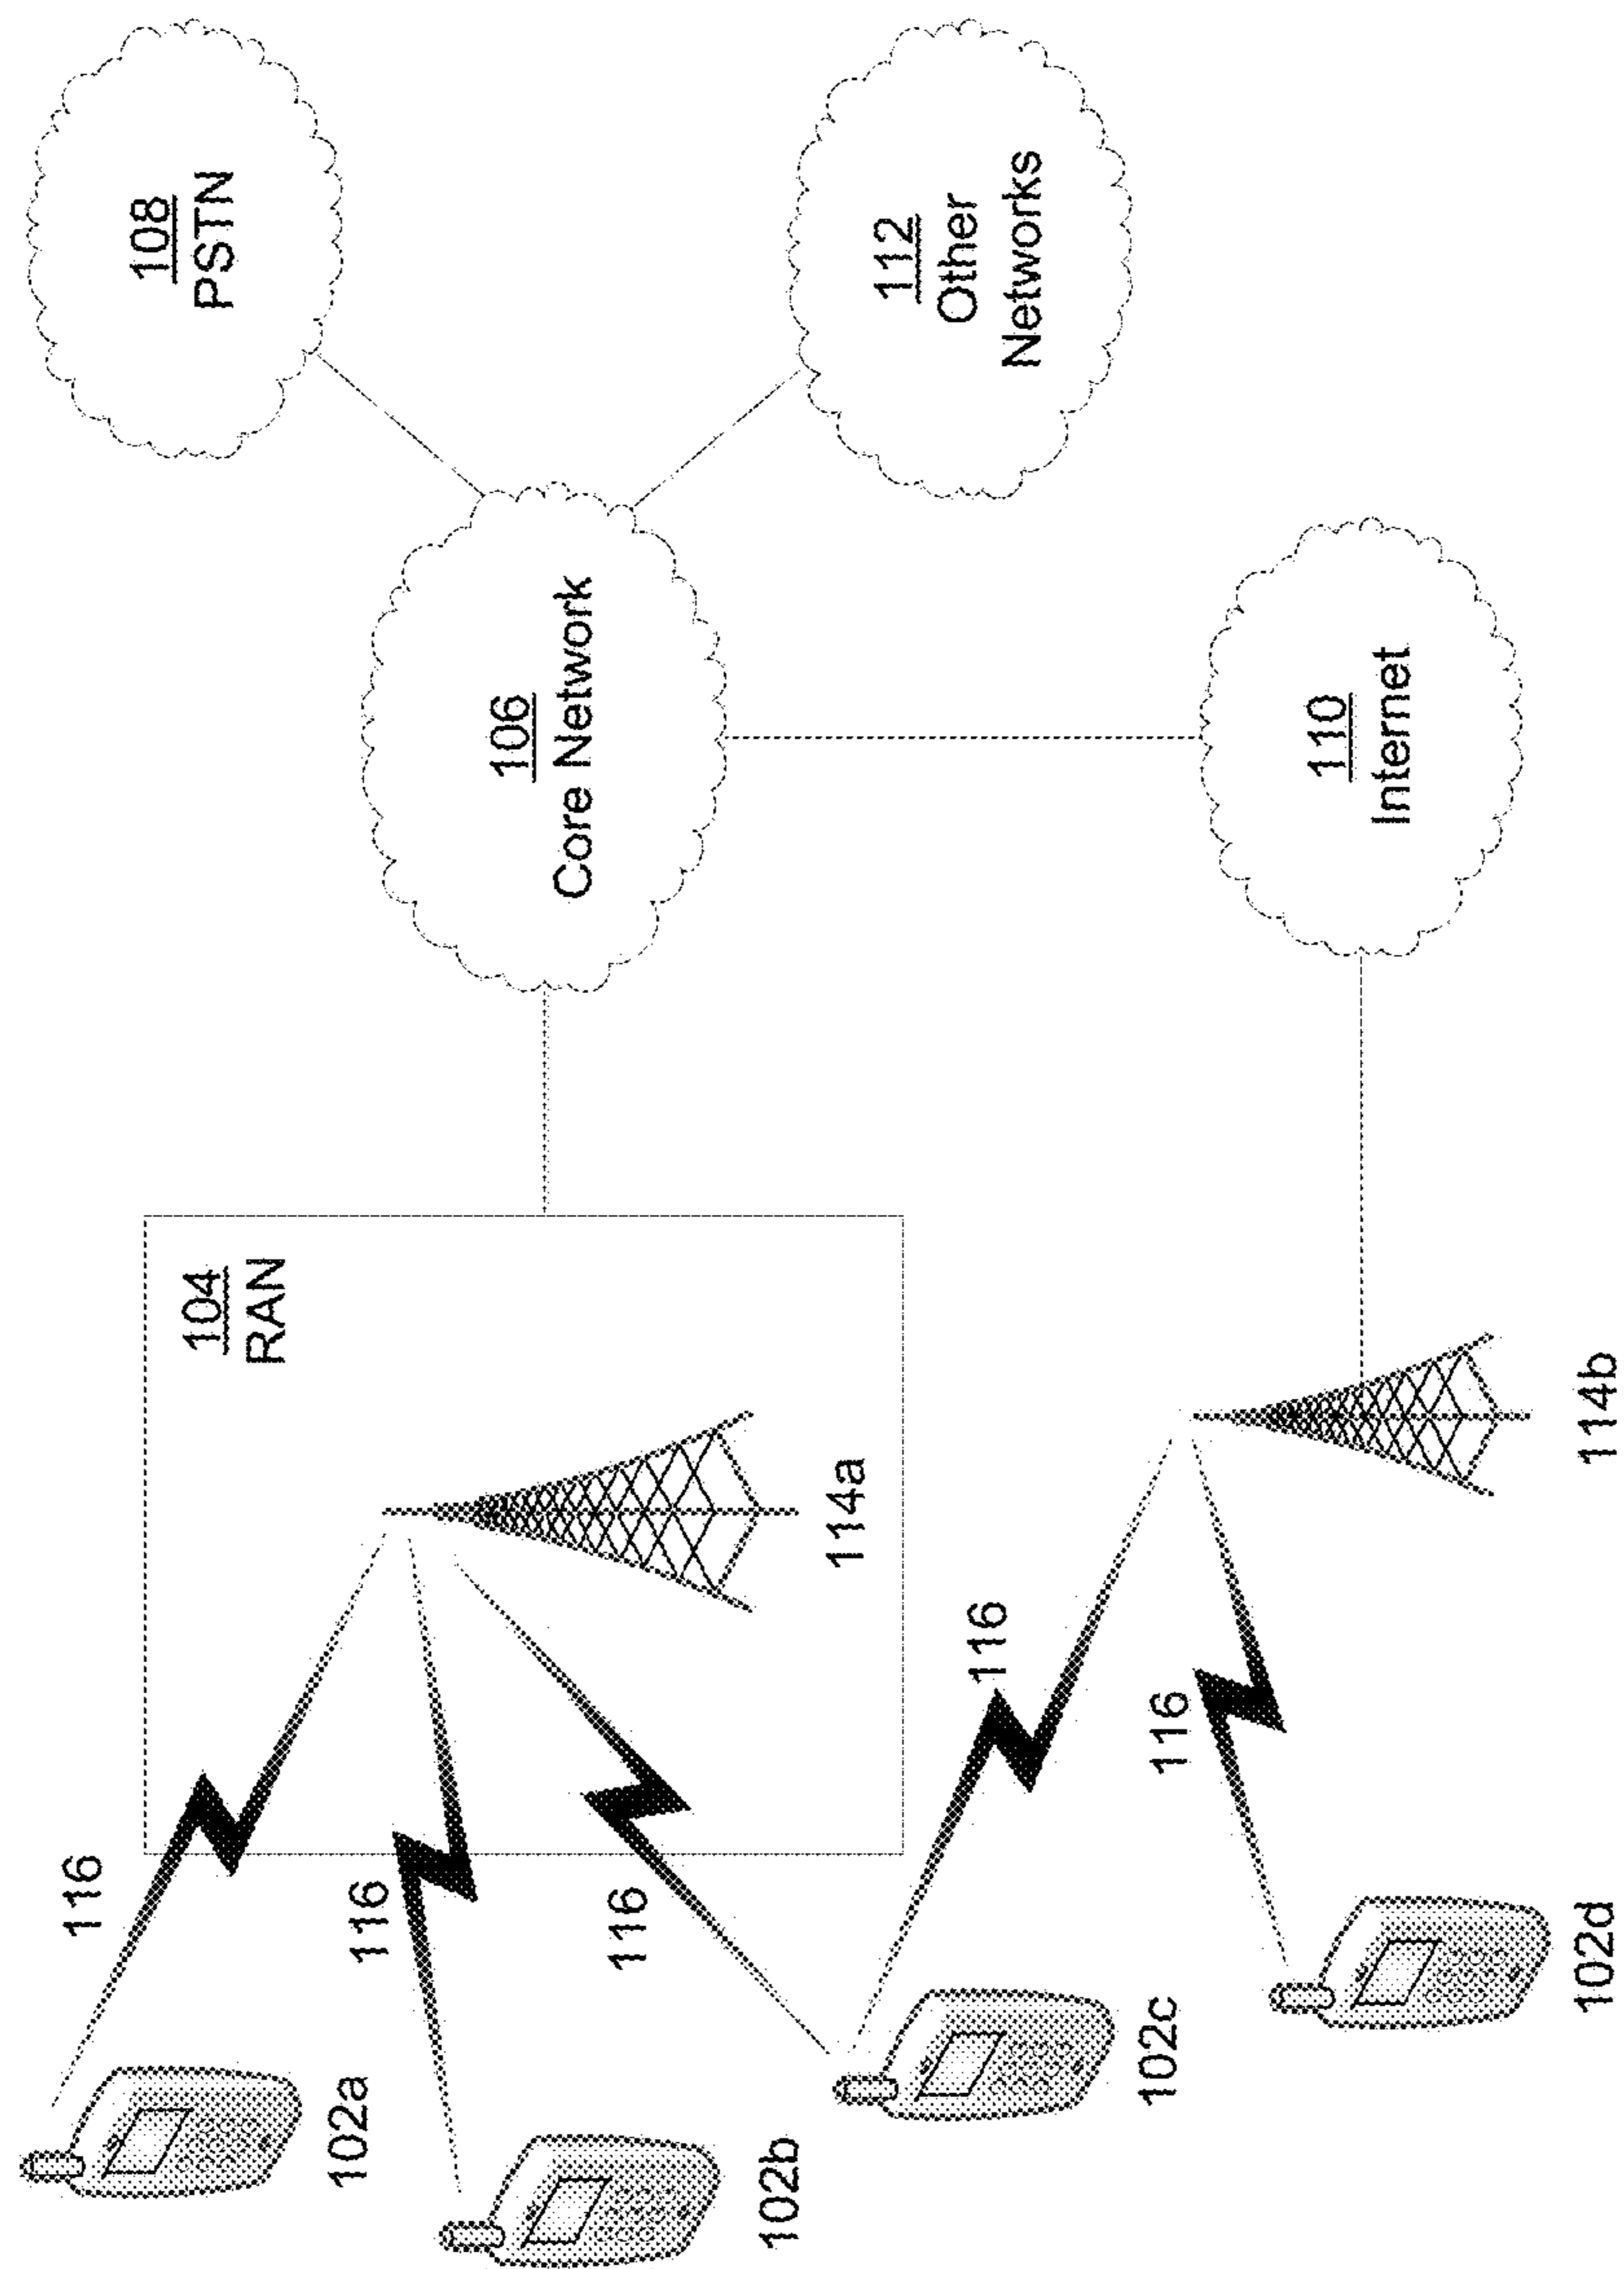 108
PSTN
106
Core Network
112
Other
Networks
110
Internet
104
RAN
114a
114b
116
116
116
116
116
102a
102b
102c
102d